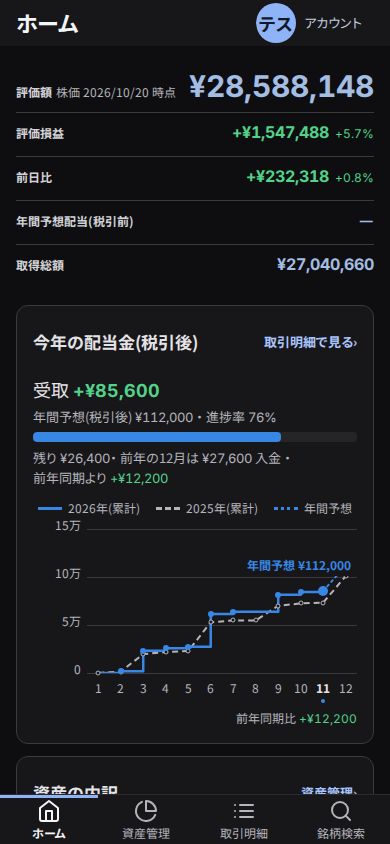 ホーム
テス アカウント
評価額 株価 2026/10/20 時点 ¥28,588,148
評価損益 +¥1,547,488 +5.7%
前日比 +¥232,318 +0.8%
年間予想配当(税引前) —
取得総額 ¥27,040,660
今年の配当金(税引後) 取引明細で見る›
受取 +¥85,600
年間予想(税引後) ¥112,000・進捗率 76%
残り ¥26,400・前年の12月は ¥27,600 入金・
前年同期より +¥12,200
2026年(累計) 2025年(累計) 年間予想
15万
10万
5万
0
年間予想 ¥112,000
1 2 3 4 5 6 7 8 9 10 11 12
前年同期比 +¥12,200
資産の内訳 資産管理›
ホーム 資産管理 取引明細 銘柄検索